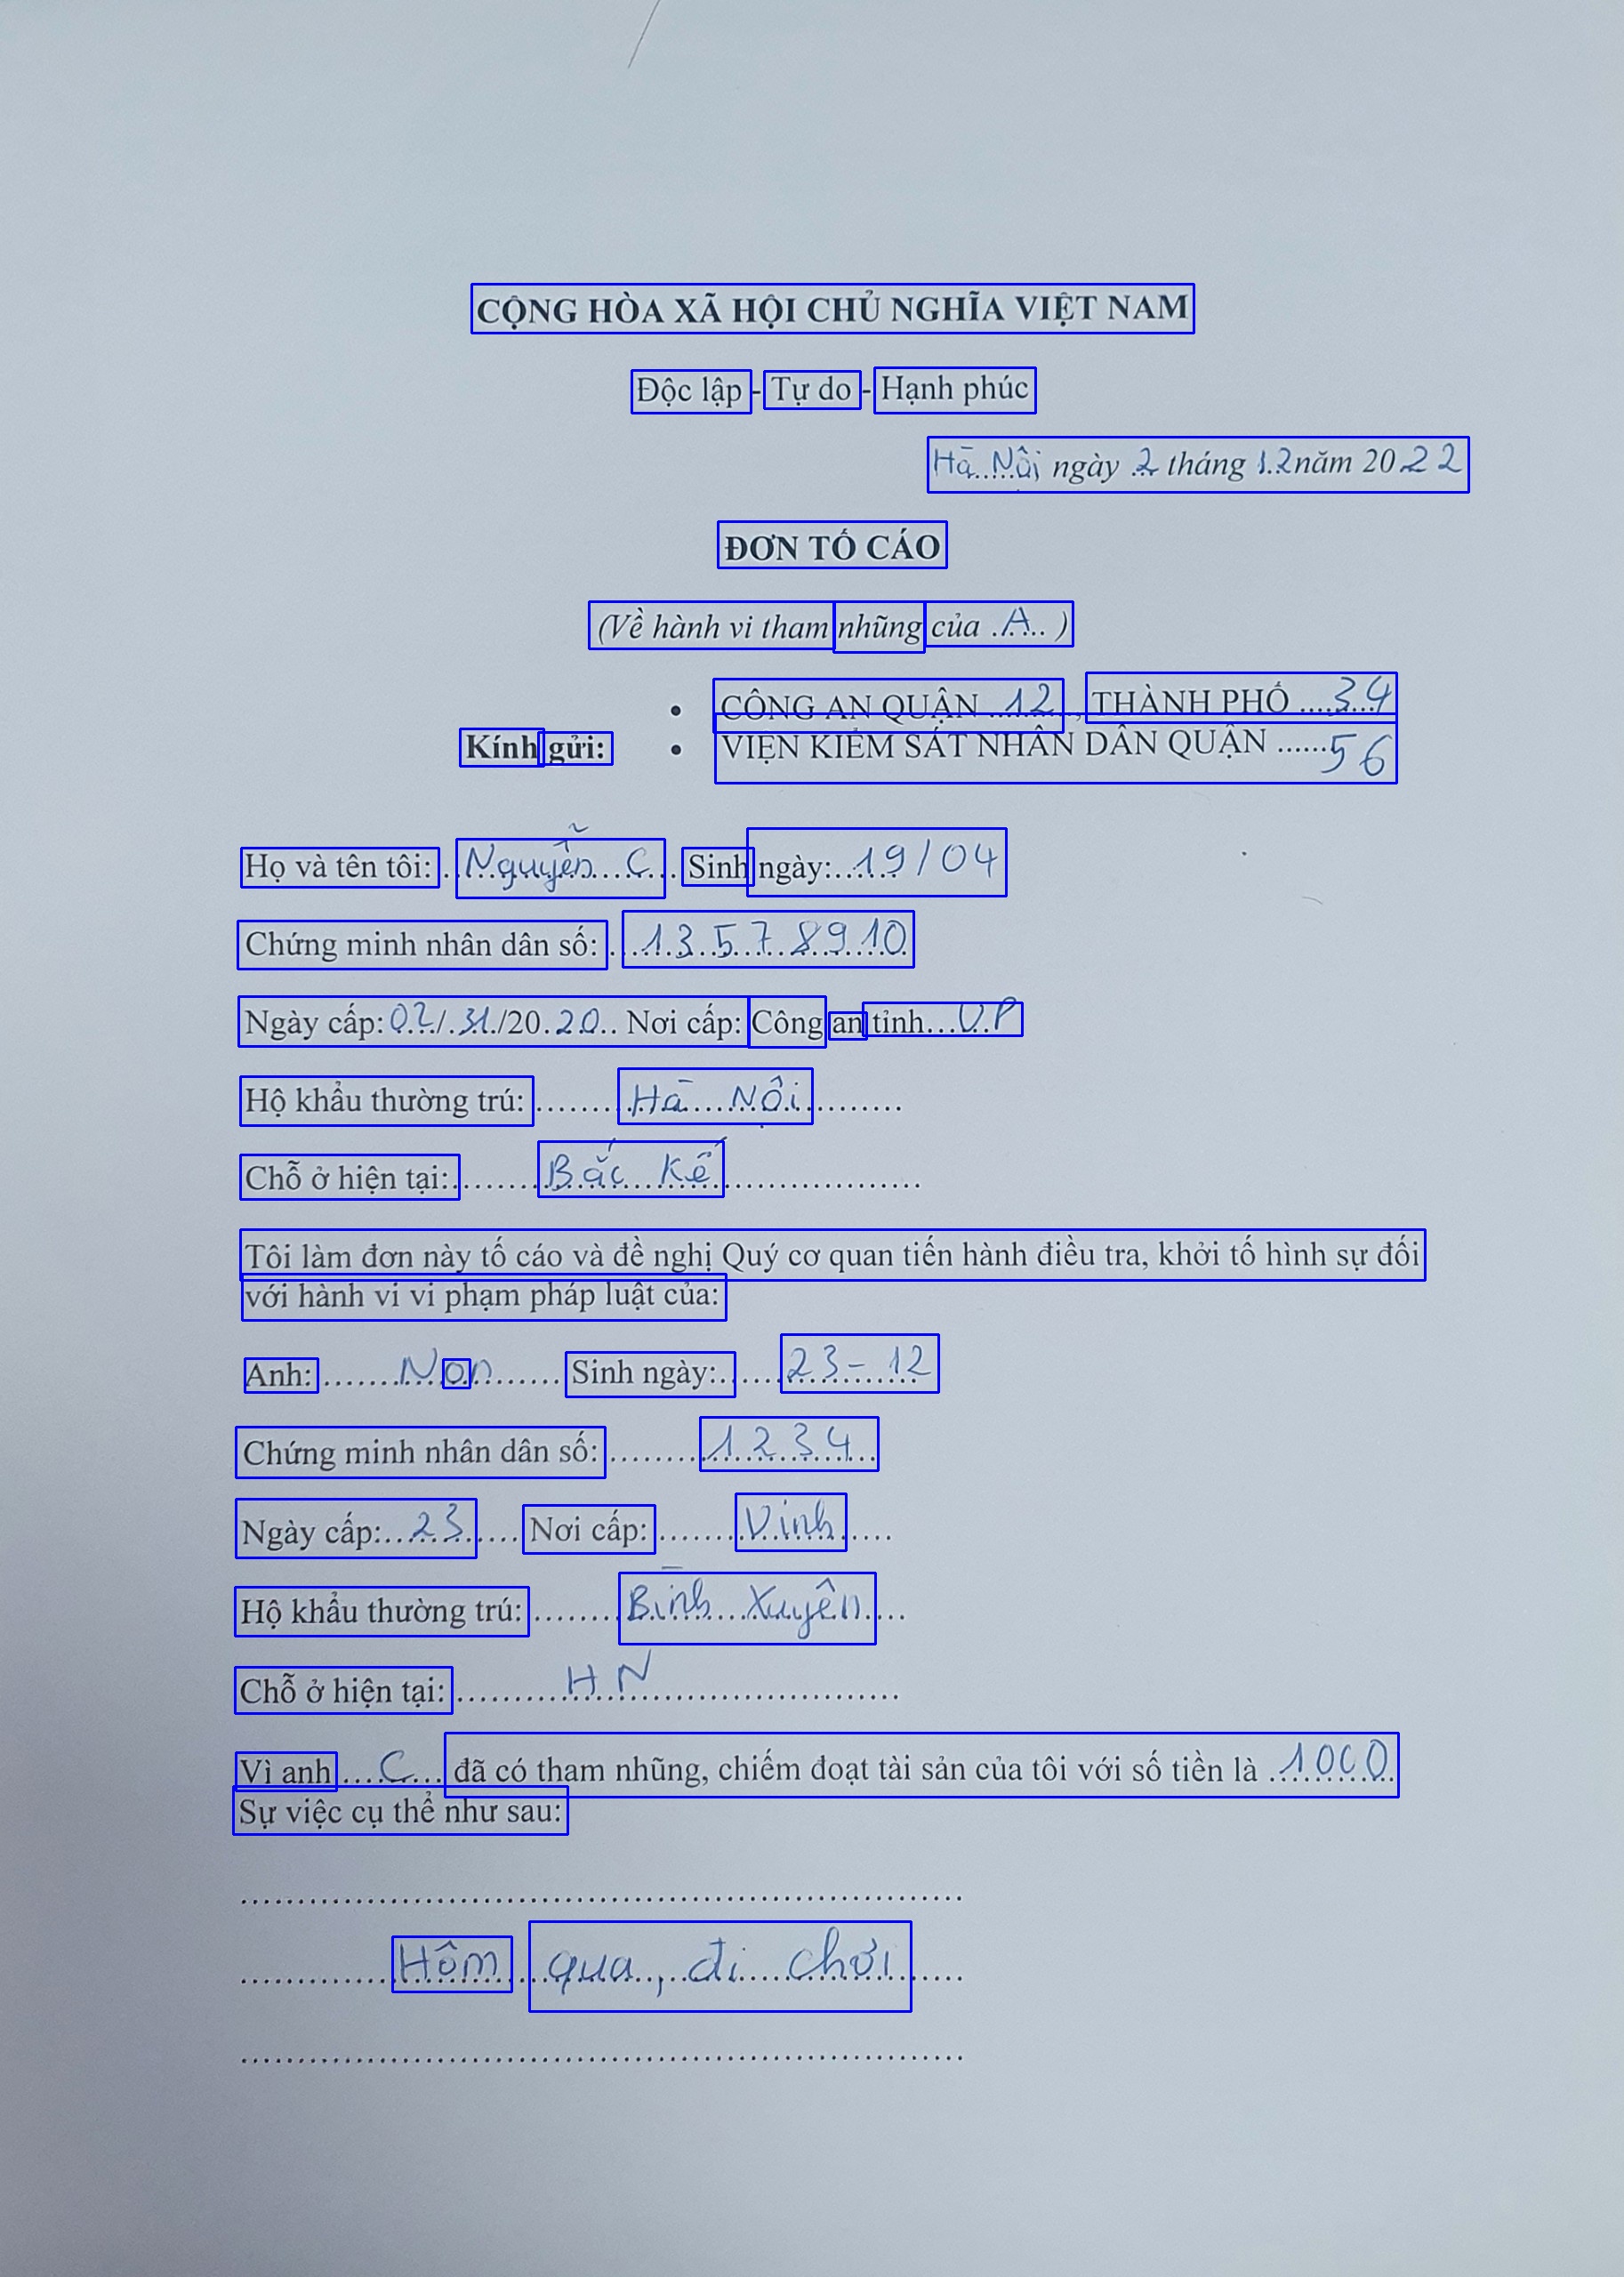 CỘNG HÒA XÃ HỘI CHỦ NGHĨA VIỆT NAM
Độc lập - Tự do - Hạnh phúc
Hà Nội, ngày 2 tháng 12 năm 2022
ĐƠN TỐ CÁO
(Về hành vi tham nhũng của ..A.. )
• CÔNG AN QUẬN ...12..., THÀNH PHỐ ....34
Kính gửi: • VIỆN KIỂM SÁT NHÂN DÂN QUẬN ......56
Họ và tên tôi: ..Nguyễn C... Sinh ngày:..19/04
Chứng minh nhân dân số: ..1.3.5.7.8.9.10
Ngày cấp:02./.31./20.20.. Nơi cấp: Công an tỉnh...VP
Hộ khẩu thường trú: ........Hà Nội.........
Chỗ ở hiện tại:........Bắc Kế..................
Tôi làm đơn này tố cáo và đề nghị Quý cơ quan tiến hành điều tra, khởi tố hình sự đối
với hành vi vi phạm pháp luật của:
Anh: .......Non....... Sinh ngày:......23-12
Chứng minh nhân dân số: ........1234...
Ngày cấp:...23..... Nơi cấp: .......Vinh.....
Hộ khẩu thường trú: ........Bình Xuyên....
Chỗ ở hiện tại: .........HN......................
Vì anh ....C.... đã có tham nhũng, chiếm đoạt tài sản của tôi với số tiền là ..1000
Sự việc cụ thể như sau:
...............................................................
..............Hôm qua, đi chơi.....
...............................................................